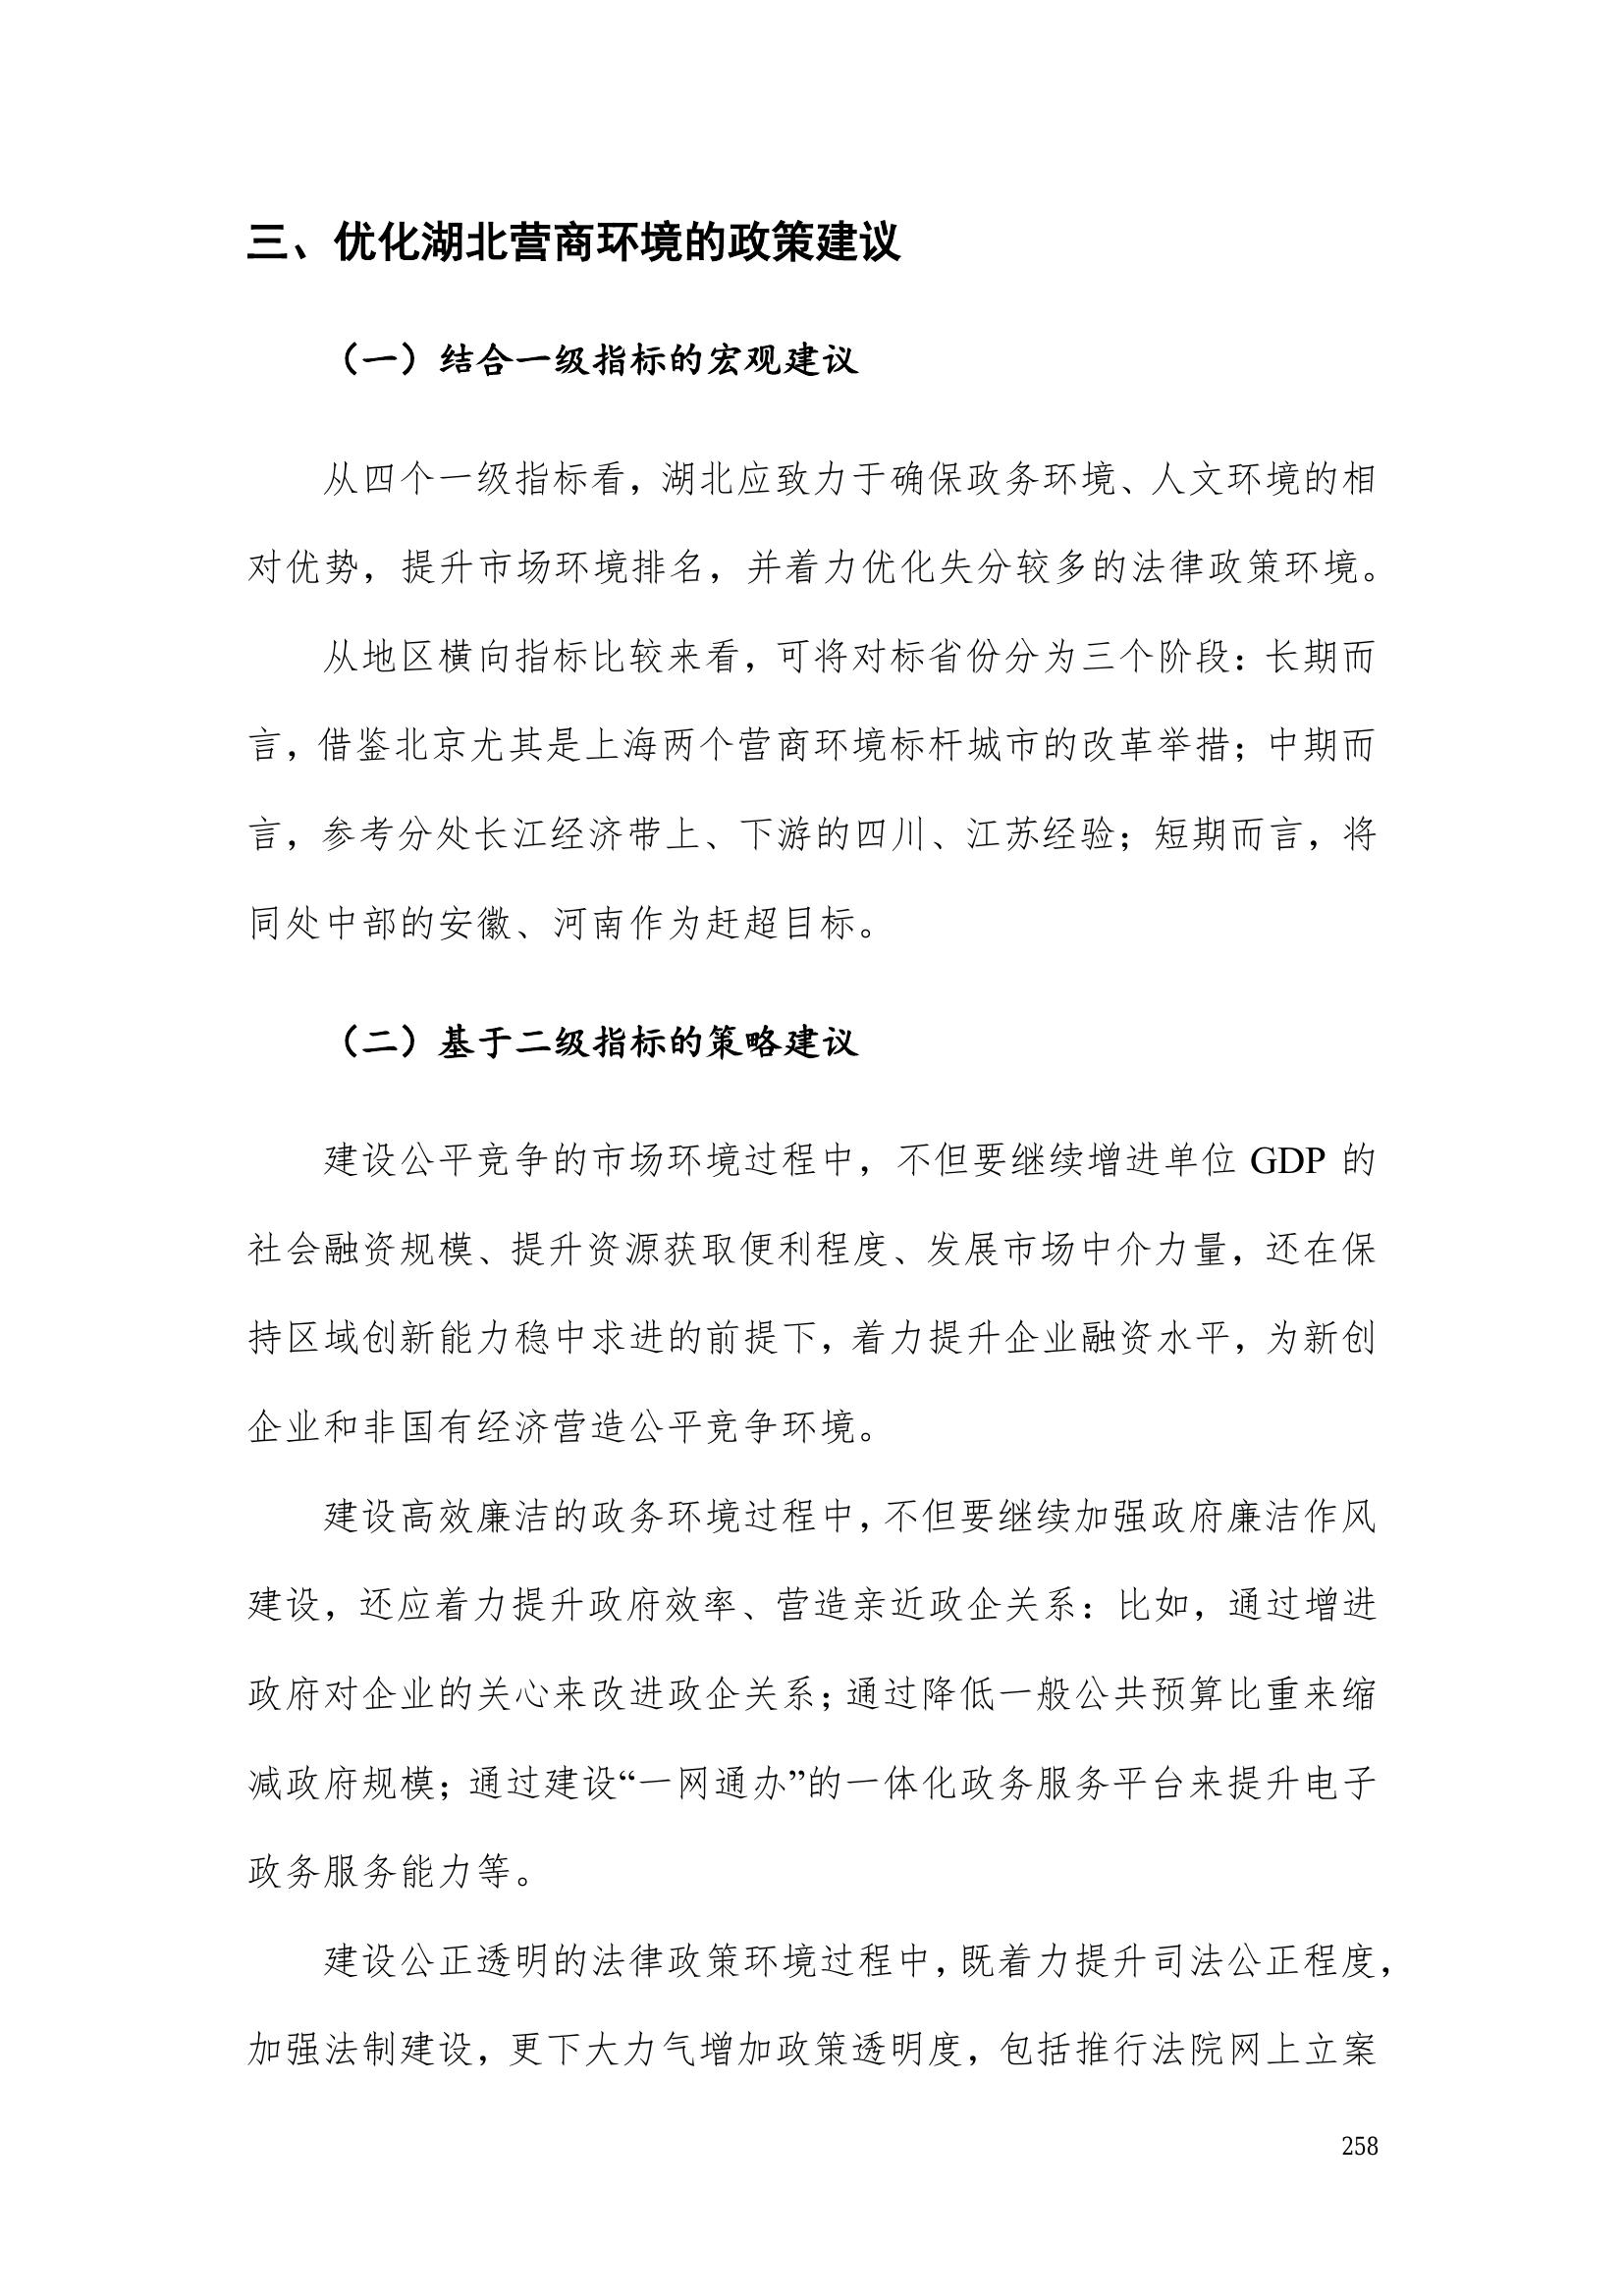 三、优化湖北营商环境的政策建议
（一）结合一级指标的宏观建议
从四个一级指标看，湖北应致力于确保政务环境、人文环境的相
对优势，提升市场环境排名，并着力优化失分较多的法律政策环境。
从地区横向指标比较来看，可将对标省份分为三个阶段：长期而
言，借鉴北京尤其是上海两个营商环境标杆城市的改革举措；中期而
言，参考分处长江经济带上、下游的四川、江苏经验；短期而言，将
同处中部的安徽、河南作为赶超目标。
（二）基于二级指标的策略建议
建设公平竞争的市场环境过程中，不但要继续增进单位 GDP 的
社会融资规模、提升资源获取便利程度、发展市场中介力量，还在保
持区域创新能力稳中求进的前提下，着力提升企业融资水平，为新创
企业和非国有经济营造公平竞争环境。
建设高效廉洁的政务环境过程中，不但要继续加强政府廉洁作风
建设，还应着力提升政府效率、营造亲近政企关系：比如，通过增进
政府对企业的关心来改进政企关系；通过降低一般公共预算比重来缩
减政府规模；通过建设“一网通办”的一体化政务服务平台来提升电子
政务服务能力等。
建设公正透明的法律政策环境过程中，既着力提升司法公正程度，
加强法制建设，更下大力气增加政策透明度，包括推行法院网上立案
258